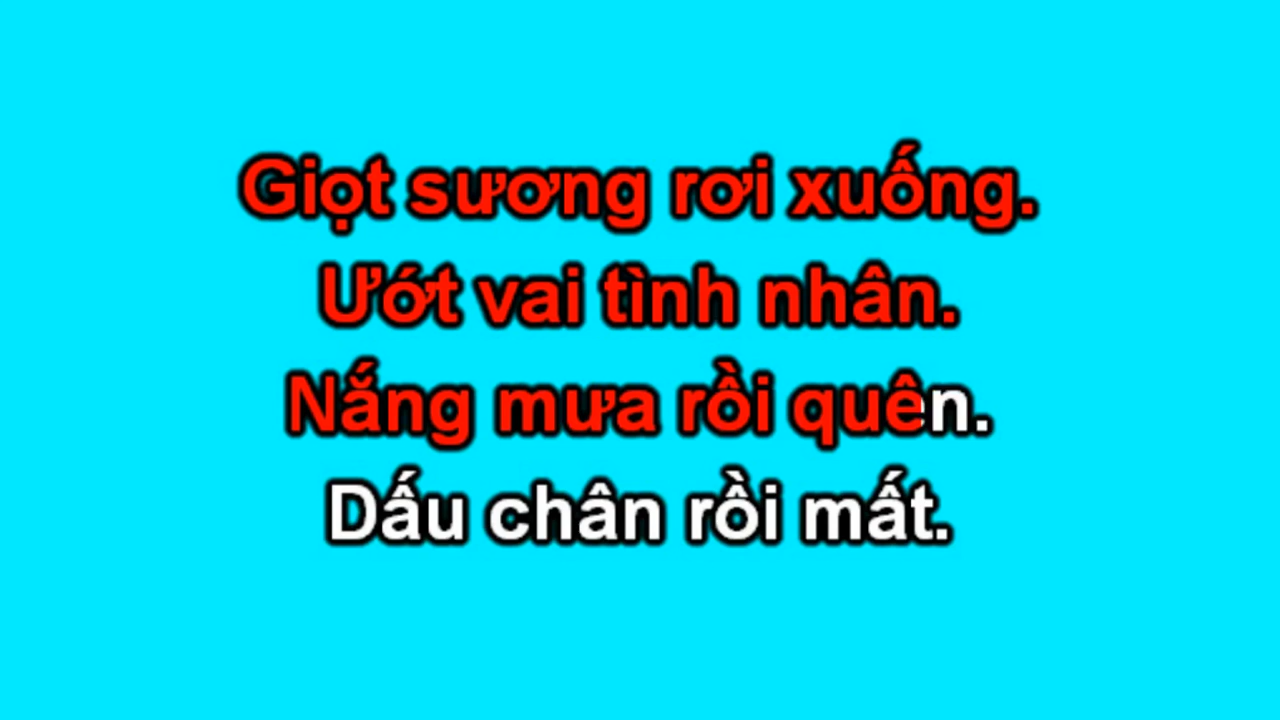 Giọt sương rơi xuống.
Ướt vai tình nhân.
Nắng mưa rồi quên.
Dấu chân rồi mất.